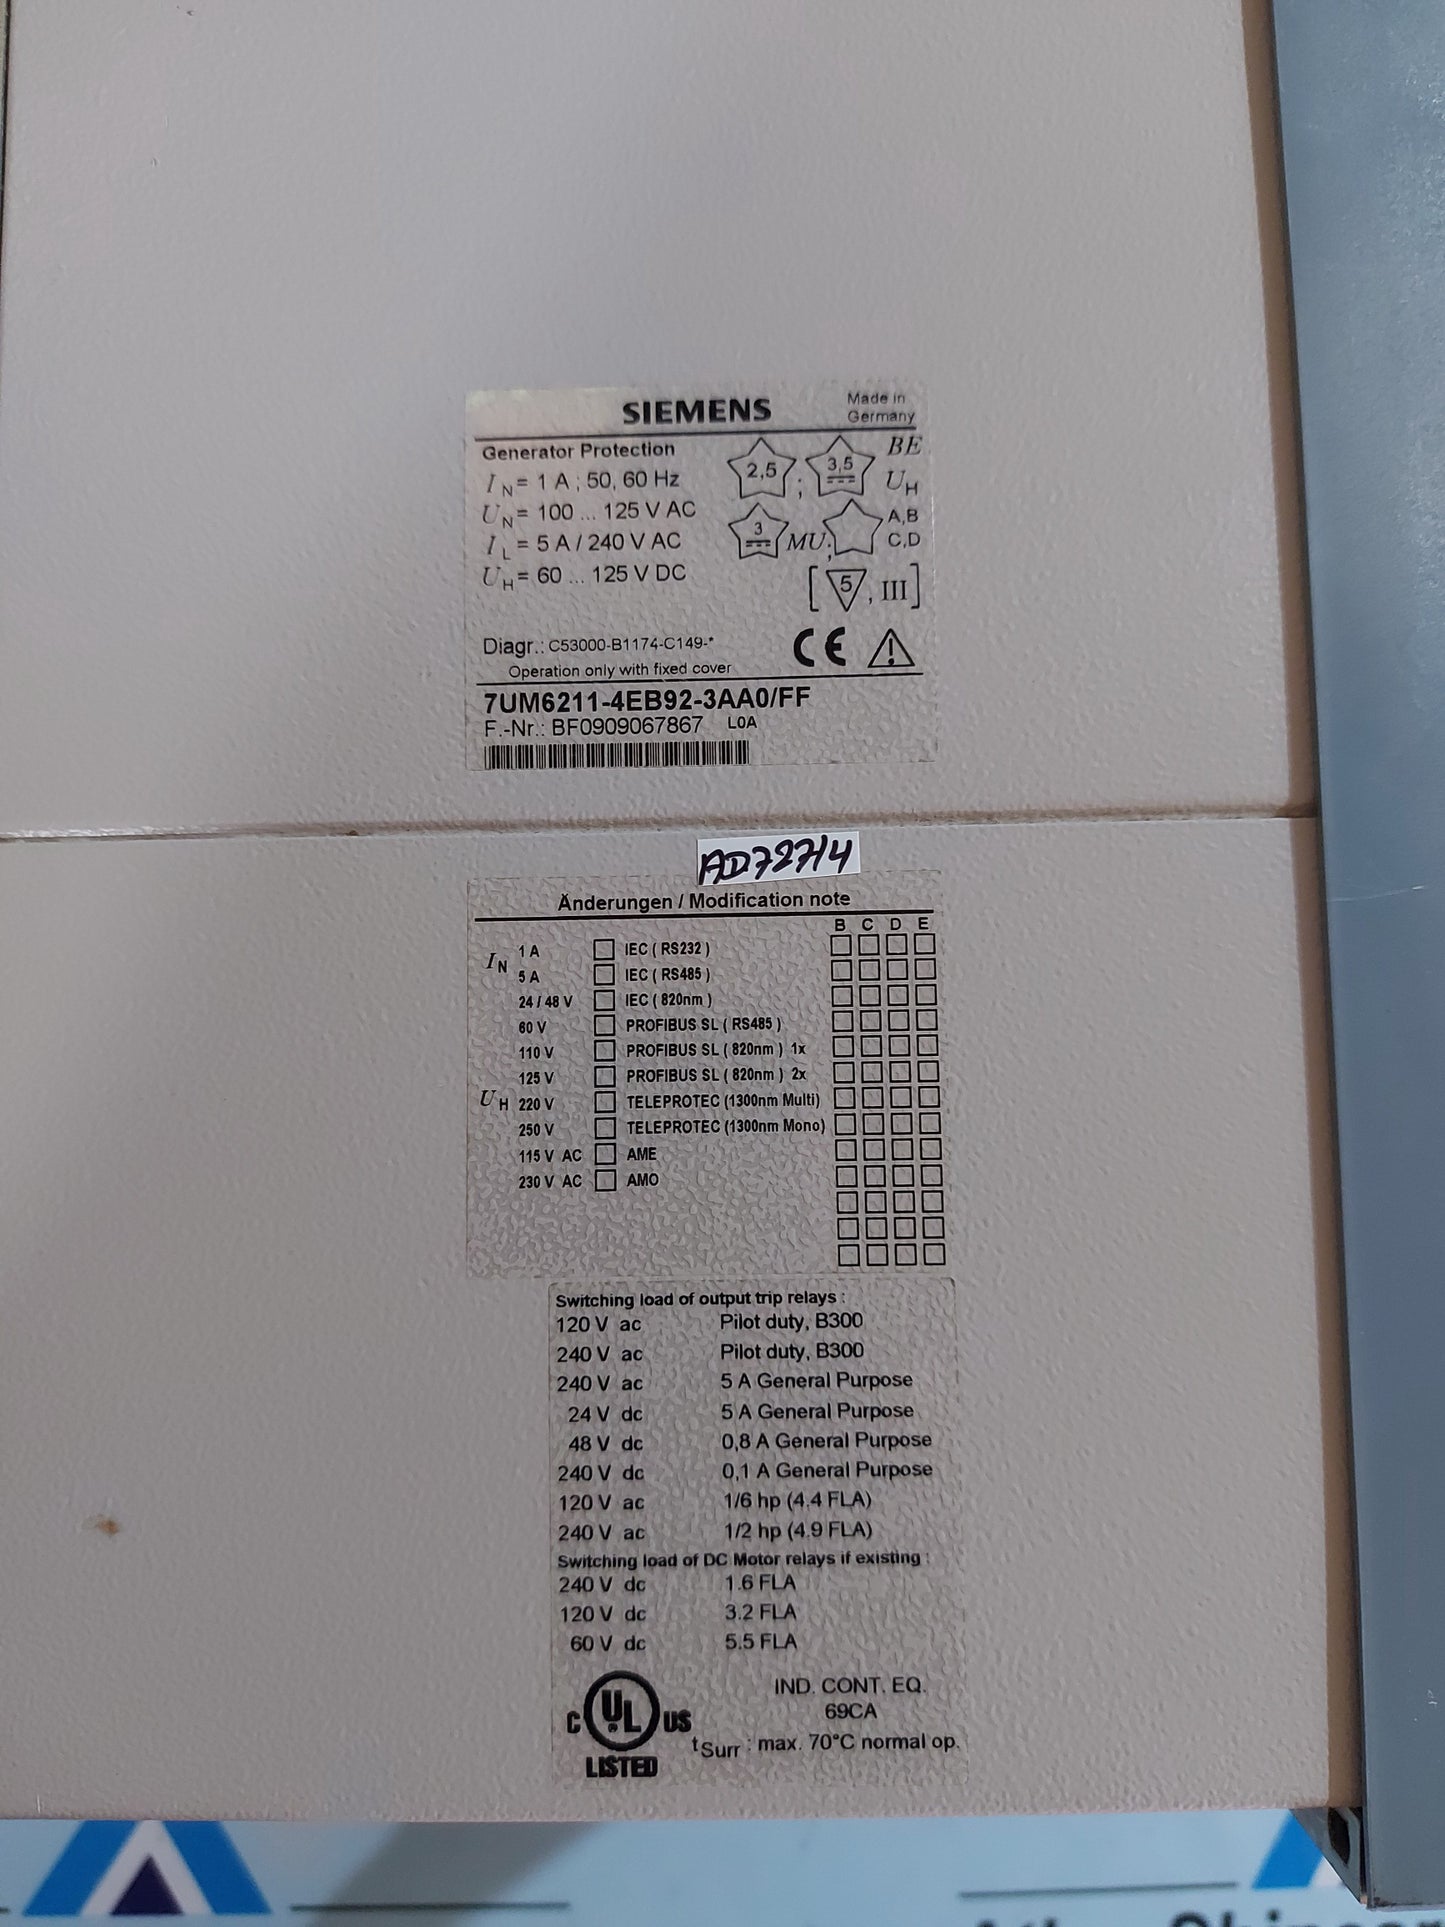 SIEMENS
Made in
Germany
Generator Protection
I N = 1 A ; 50, 60 Hz
U N = 100 ... 125 V AC
I L = 5 A / 240 V AC
U H = 60 ... 125 V DC
2,5 ; 3,5 BE
U H
3 MU; A,B
C,D
[ 5 , III ]
Diagr.: C53000-B1174-C149-*
CE
Operation only with fixed cover
7UM6211-4EB92-3AA0/FF
F.-Nr.: BF0909067867 L0A
AD72714
Änderungen / Modification note
B C D E
I N 1 A IEC ( RS232 )
5 A IEC ( RS485 )
24 / 48 V IEC ( 820nm )
60 V PROFIBUS SL ( RS485 )
110 V PROFIBUS SL ( 820nm ) 1x
125 V PROFIBUS SL ( 820nm ) 2x
U H 220 V TELEPROTEC (1300nm Multi)
250 V TELEPROTEC (1300nm Mono)
115 V AC AME
230 V AC AMO
Switching load of output trip relays :
120 V ac Pilot duty, B300
240 V ac Pilot duty, B300
240 V ac 5 A General Purpose
24 V dc 5 A General Purpose
48 V dc 0,8 A General Purpose
240 V dc 0,1 A General Purpose
120 V ac 1/6 hp (4.4 FLA)
240 V ac 1/2 hp (4.9 FLA)
Switching load of DC Motor relays if existing :
240 V dc 1.6 FLA
120 V dc 3.2 FLA
60 V dc 5.5 FLA
C UL US
LISTED
IND. CONT. EQ.
69CA
tSurr : max. 70°C normal op.